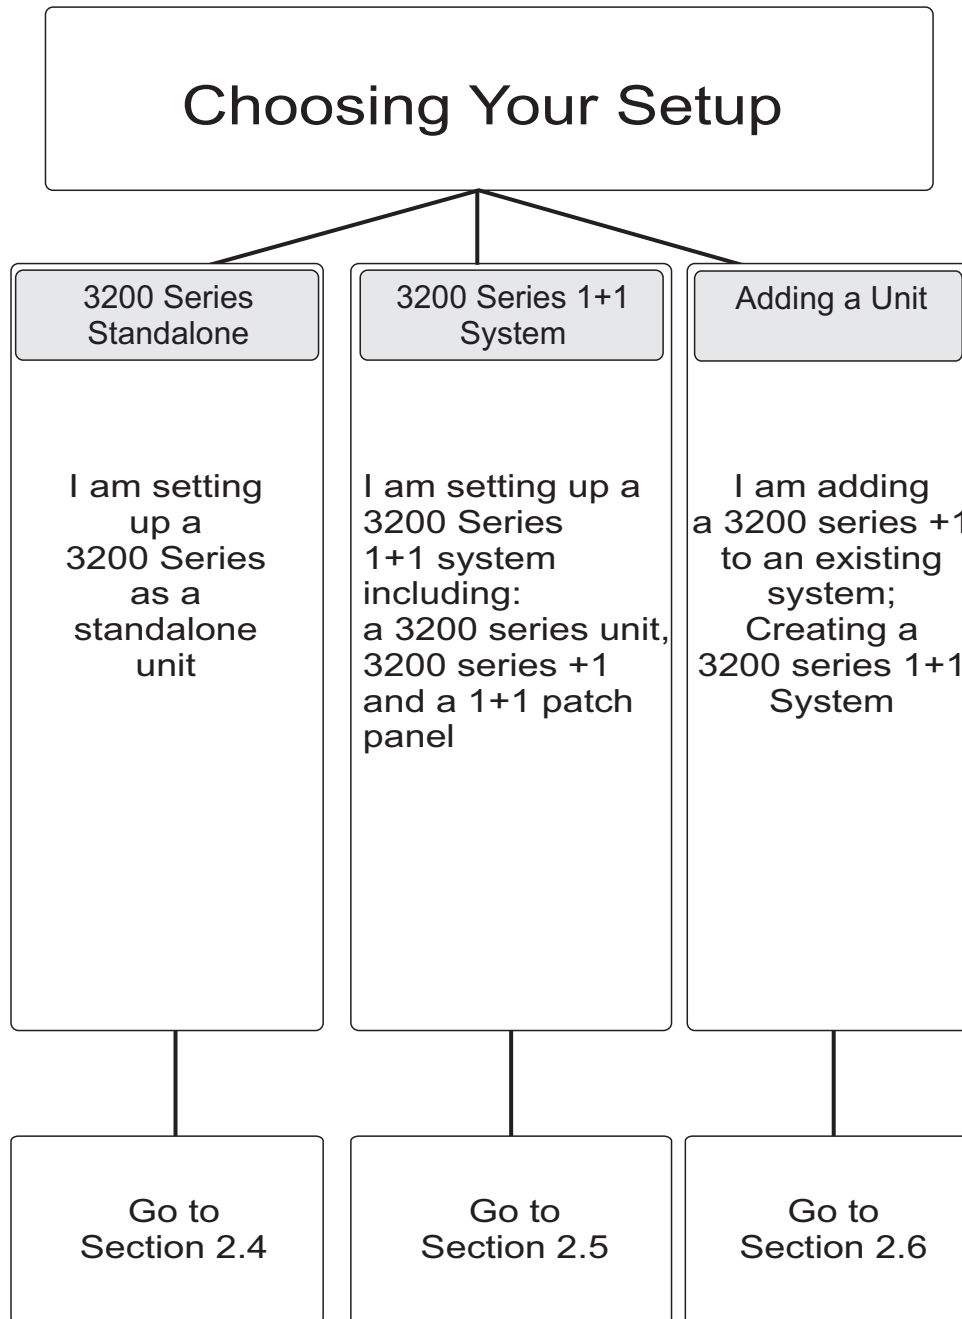 Choosing Your Setup
3200 Series
Standalone
I am setting
up a
3200 Series
as a
standalone
unit
Go to
Section 2.4
3200 Series 1+1
System
I am setting up a
3200 Series
1+1 system
including:
a 3200 series unit,
3200 series +1
and a 1+1 patch
panel
Go to
Section 2.5
Adding a Unit
I am adding
a 3200 series +1
to an existing
system;
Creating a
3200 series 1+1
System
Go to
Section 2.6